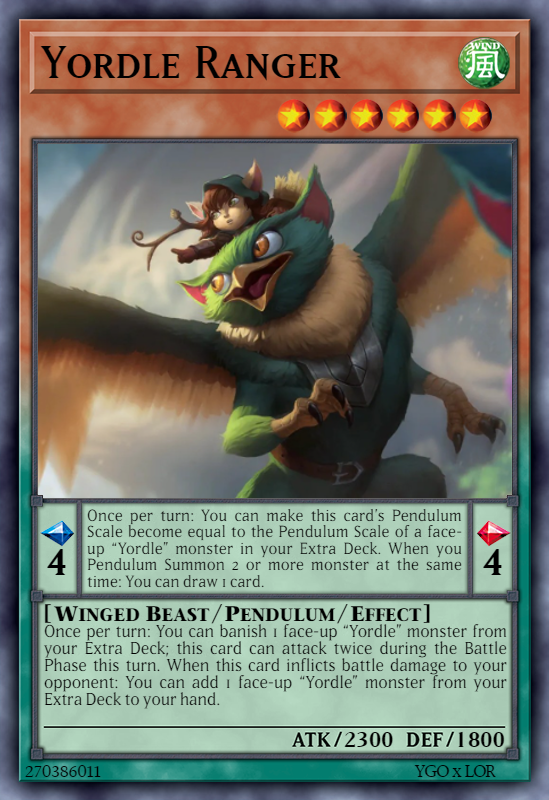 Yordle Ranger
WIND
風
Once per turn: You can make this card's Pendulum
Scale become equal to the Pendulum Scale of a face-
up “Yordle” monster in your Extra Deck. When you
Pendulum Summon 2 or more monster at the same
time: You can draw 1 card.
4
4
[Winged Beast/Pendulum/Effect]
Once per turn: You can banish 1 face-up “Yordle” monster from
your Extra Deck; this card can attack twice during the Battle
Phase this turn. When this card inflicts battle damage to your
opponent: You can add 1 face-up “Yordle” monster from your
Extra Deck to your hand.
ATK/2300 DEF/1800
270386011
YGO x LOR